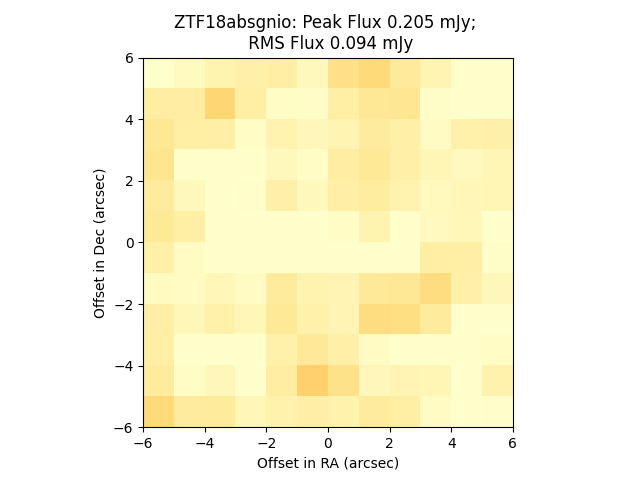 ZTF18absgnio: Peak Flux 0.205 mJy;
RMS Flux 0.094 mJy
6
4
2
0
−2
−4
−6
Offset in Dec (arcsec)
−6 −4 −2 0 2 4 6
Offset in RA (arcsec)